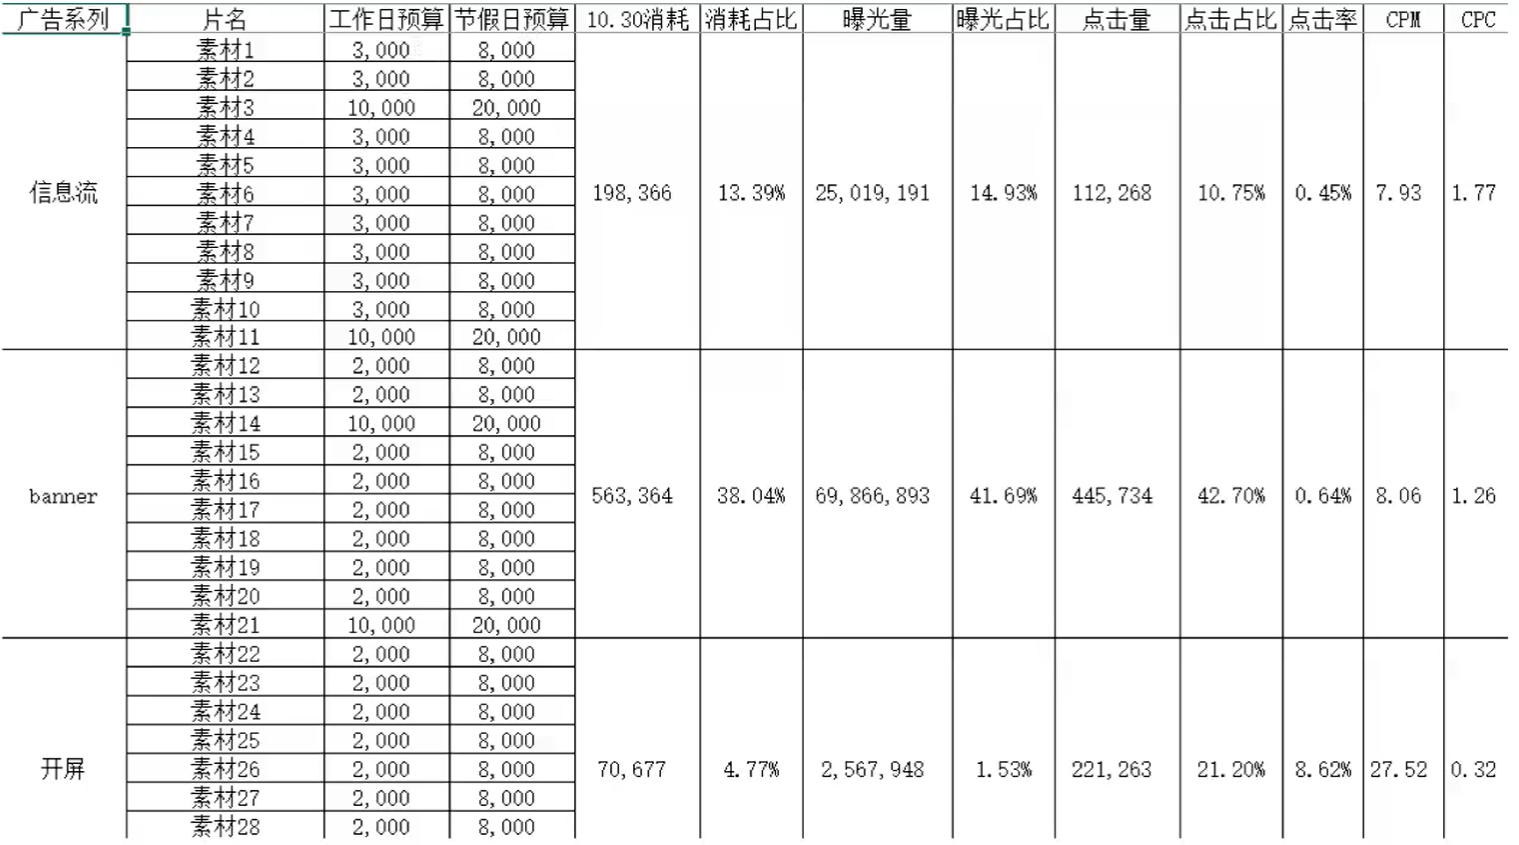 广告系列 片名 工作日预算 节假日预算 10.30消耗 消耗占比 曝光量 曝光占比 点击量 点击占比 点击率 CPM CPC
素材1 3,000 8,000
素材2 3,000 8,000
素材3 10,000 20,000
素材4 3,000 8,000
素材5 3,000 8,000
信息流 素材6 3,000 8,000 198,366 13.39% 25,019,191 14.93% 112,268 10.75% 0.45% 7.93 1.77
素材7 3,000 8,000
素材8 3,000 8,000
素材9 3,000 8,000
素材10 3,000 8,000
素材11 10,000 20,000
素材12 2,000 8,000
素材13 2,000 8,000
素材14 10,000 20,000
素材15 2,000 8,000
素材16 2,000 8,000
banner 563,364 38.04% 69,866,893 41.69% 445,734 42.70% 0.64% 8.06 1.26
素材17 2,000 8,000
素材18 2,000 8,000
素材19 2,000 8,000
素材20 2,000 8,000
素材21 10,000 20,000
素材22 2,000 8,000
素材23 2,000 8,000
素材24 2,000 8,000
素材25 2,000 8,000
开屏 素材26 2,000 8,000 70,677 4.77% 2,567,948 1.53% 221,263 21.20% 8.62% 27.52 0.32
素材27 2,000 8,000
素材28 2,000 8,000